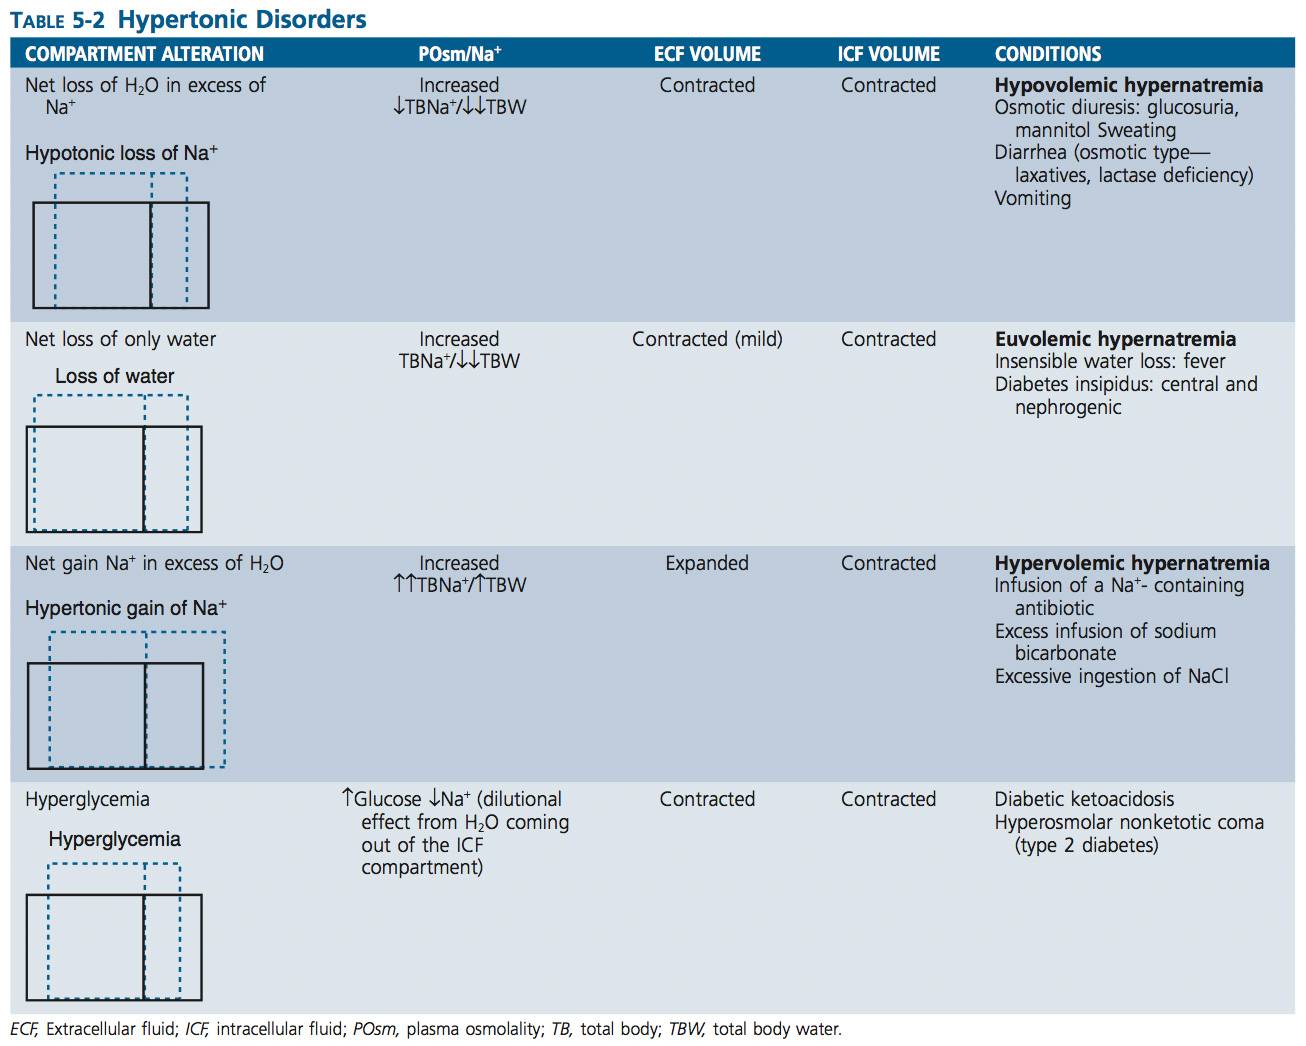 TABLE 5-2 Hypertonic Disorders
COMPARTMENT ALTERATION POsm/Na⁺ ECF VOLUME ICF VOLUME CONDITIONS
Net loss of H₂O in excess of Increased Contracted Contracted Hypovolemic hypernatremia
Na⁺ ↓TBNa⁺/↓↓TBW Osmotic diuresis: glucosuria,
mannitol Sweating
Hypotonic loss of Na⁺ Diarrhea (osmotic type—
laxatives, lactase deficiency)
Vomiting
Net loss of only water Increased Contracted (mild) Contracted Euvolemic hypernatremia
TBNa⁺/↓↓TBW Insensible water loss: fever
Loss of water Diabetes insipidus: central and
nephrogenic
Net gain Na⁺ in excess of H₂O Increased Expanded Contracted Hypervolemic hypernatremia
↑↑TBNa⁺/↑TBW Infusion of a Na⁺- containing
Hypertonic gain of Na⁺ antibiotic
Excess infusion of sodium
bicarbonate
Excessive ingestion of NaCl
Hyperglycemia ↑Glucose ↓Na⁺ (dilutional Contracted Contracted Diabetic ketoacidosis
effect from H₂O coming Hyperosmolar nonketotic coma
Hyperglycemia out of the ICF (type 2 diabetes)
compartment)
ECF, Extracellular fluid; ICF, intracellular fluid; POsm, plasma osmolality; TB, total body; TBW, total body water.